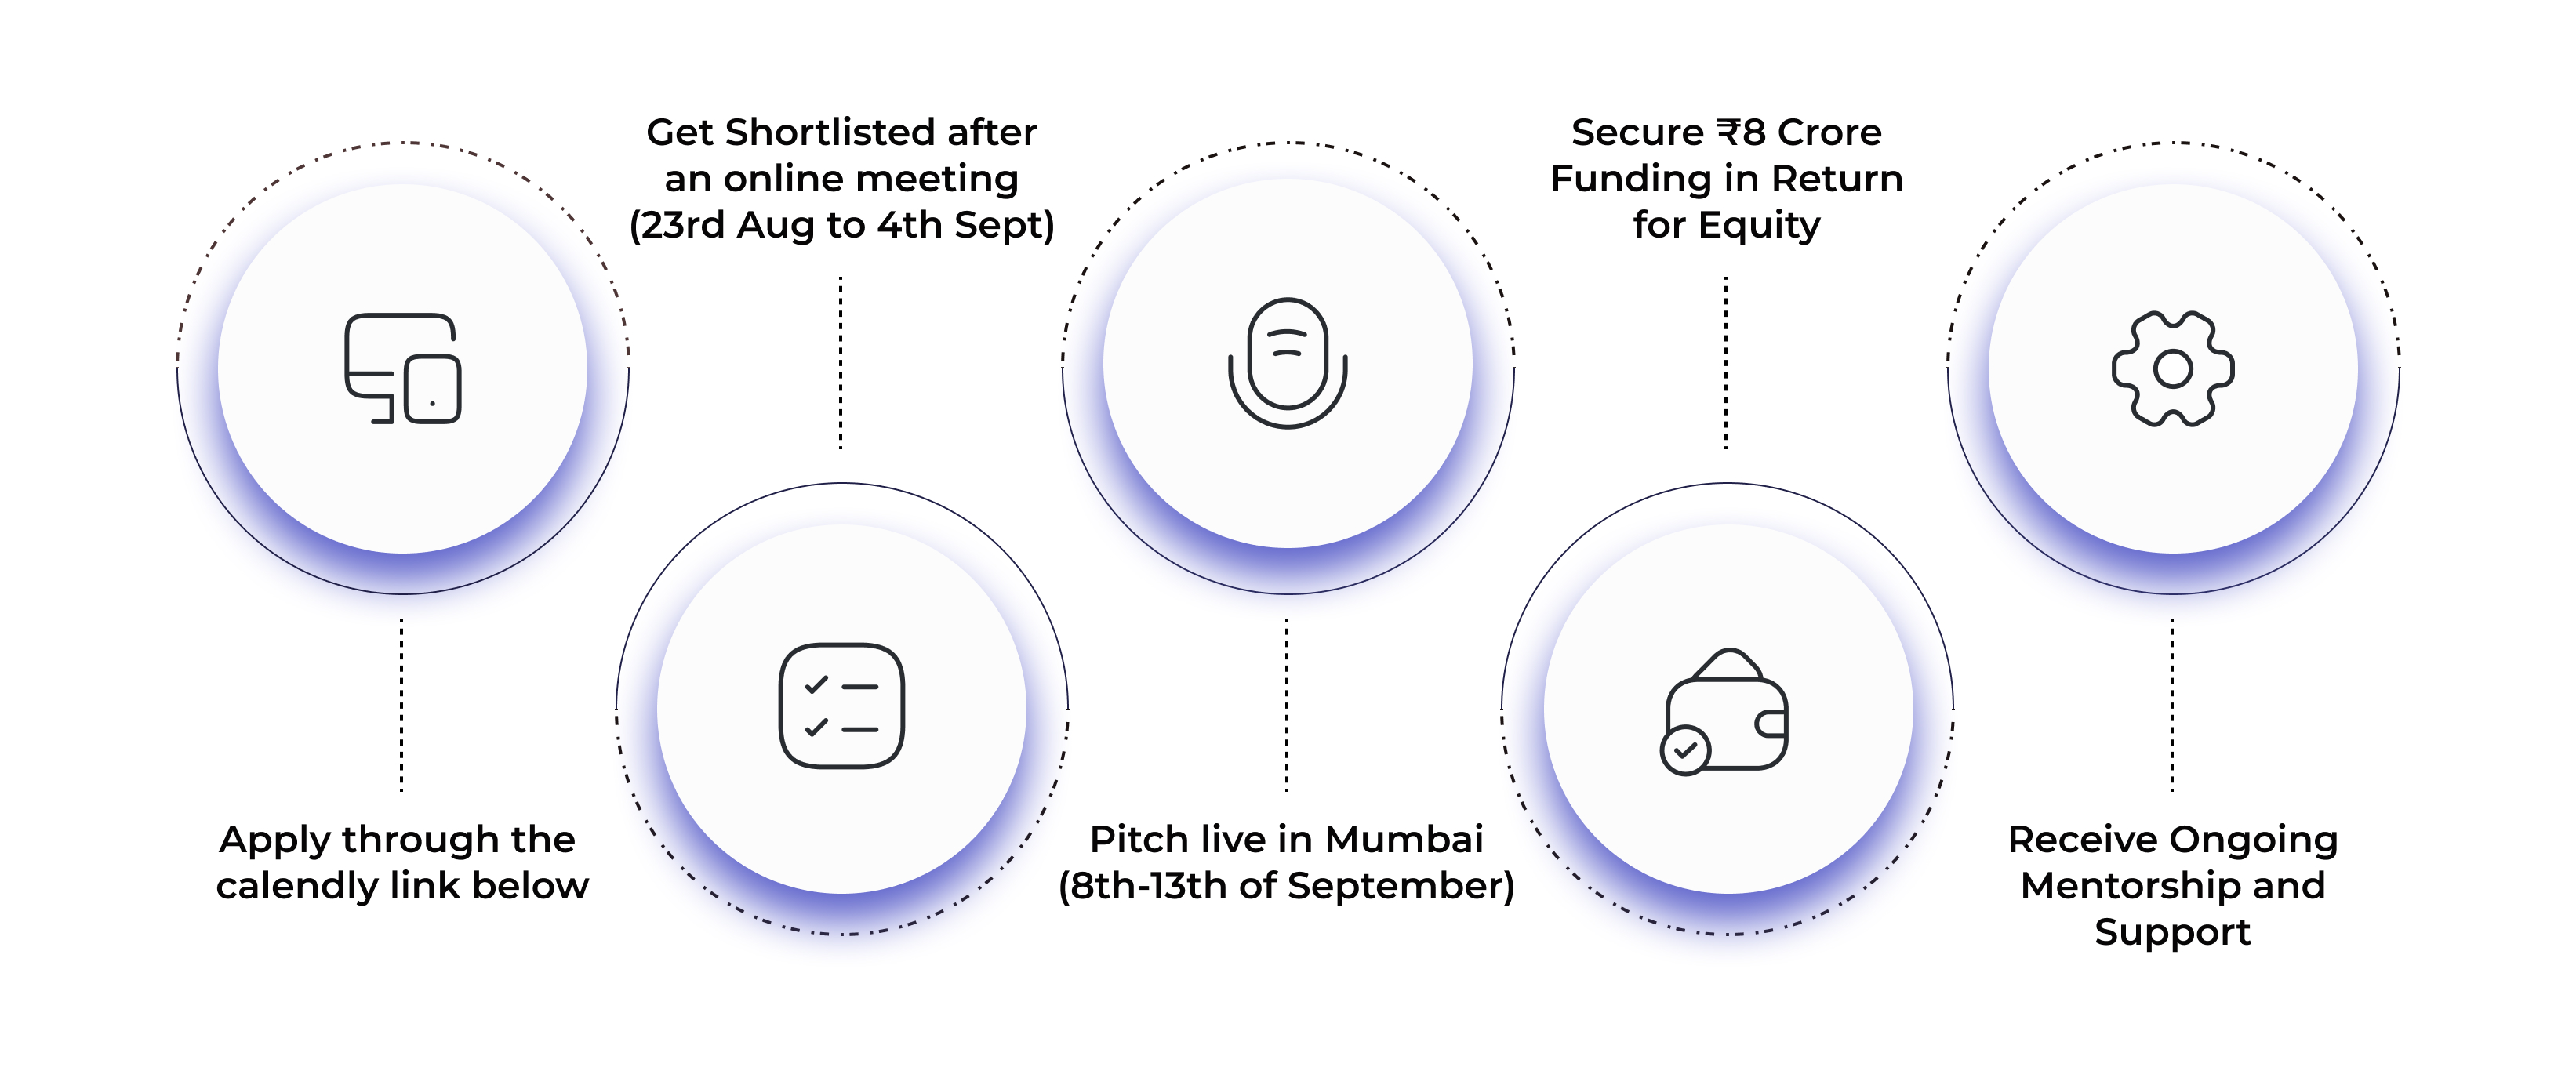 Apply through the
calendly link below
Get Shortlisted after
an online meeting
(23rd Aug to 4th Sept)
Pitch live in Mumbai
(8th-13th of September)
Secure ₹8 Crore
Funding in Return
for Equity
Receive Ongoing
Mentorship and
Support